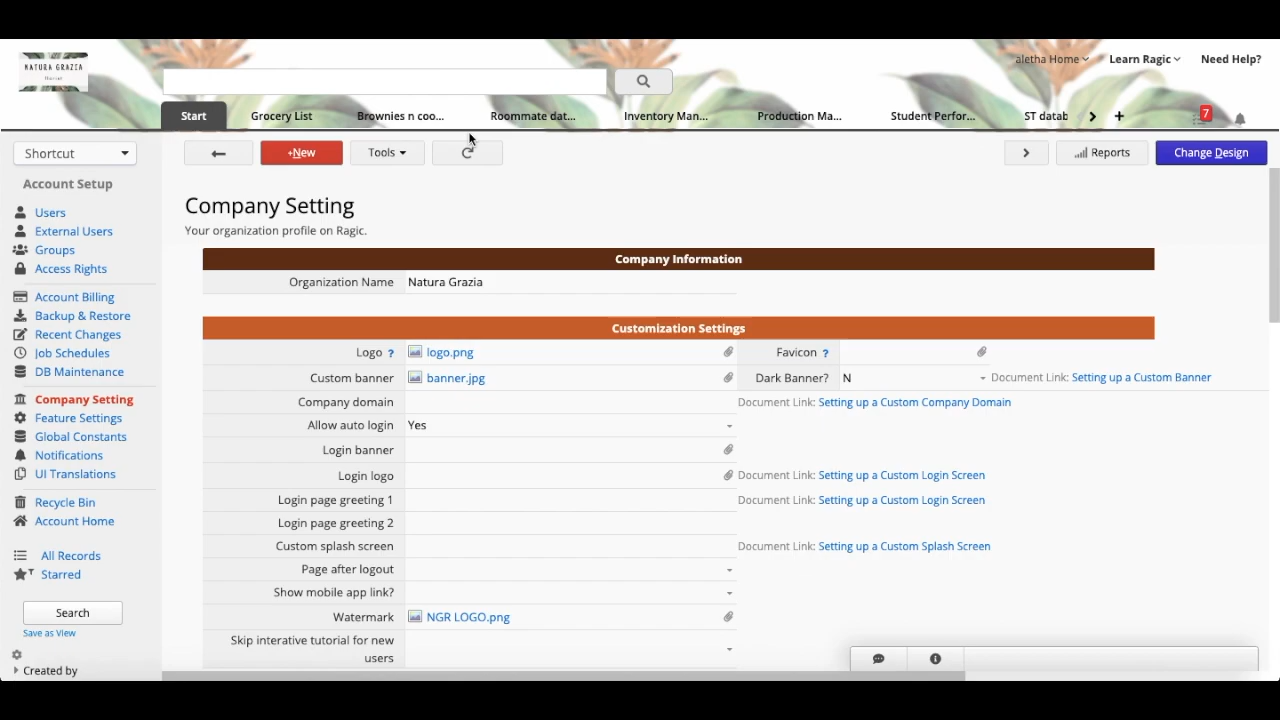 NATURA GRAZIA
aletha Home
Learn Ragic
Need Help?
Start
Grocery List
Brownies n coo...
Roommate dat...
Inventory Man...
Production Ma...
Student Perfor...
ST datab
+
7
Shortcut
+New
Tools
Reports
Change Design
Account Setup
Users
External Users
Groups
Access Rights
Account Billing
Backup & Restore
Recent Changes
Job Schedules
DB Maintenance
Company Setting
Feature Settings
Global Constants
Notifications
UI Translations
Recycle Bin
Account Home
All Records
Starred
Search
Save as View
Created by
Company Setting
Your organization profile on Ragic.
Company Information
Organization Name Natura Grazia
Customization Settings
Logo ? logo.png Favicon ?
Custom banner banner.jpg Dark Banner? N Document Link: Setting up a Custom Banner
Company domain Document Link: Setting up a Custom Company Domain
Allow auto login Yes
Login banner
Login logo Document Link: Setting up a Custom Login Screen
Login page greeting 1 Document Link: Setting up a Custom Login Screen
Login page greeting 2
Custom splash screen Document Link: Setting up a Custom Splash Screen
Page after logout
Show mobile app link?
Watermark NGR LOGO.png
Skip interative tutorial for new
users